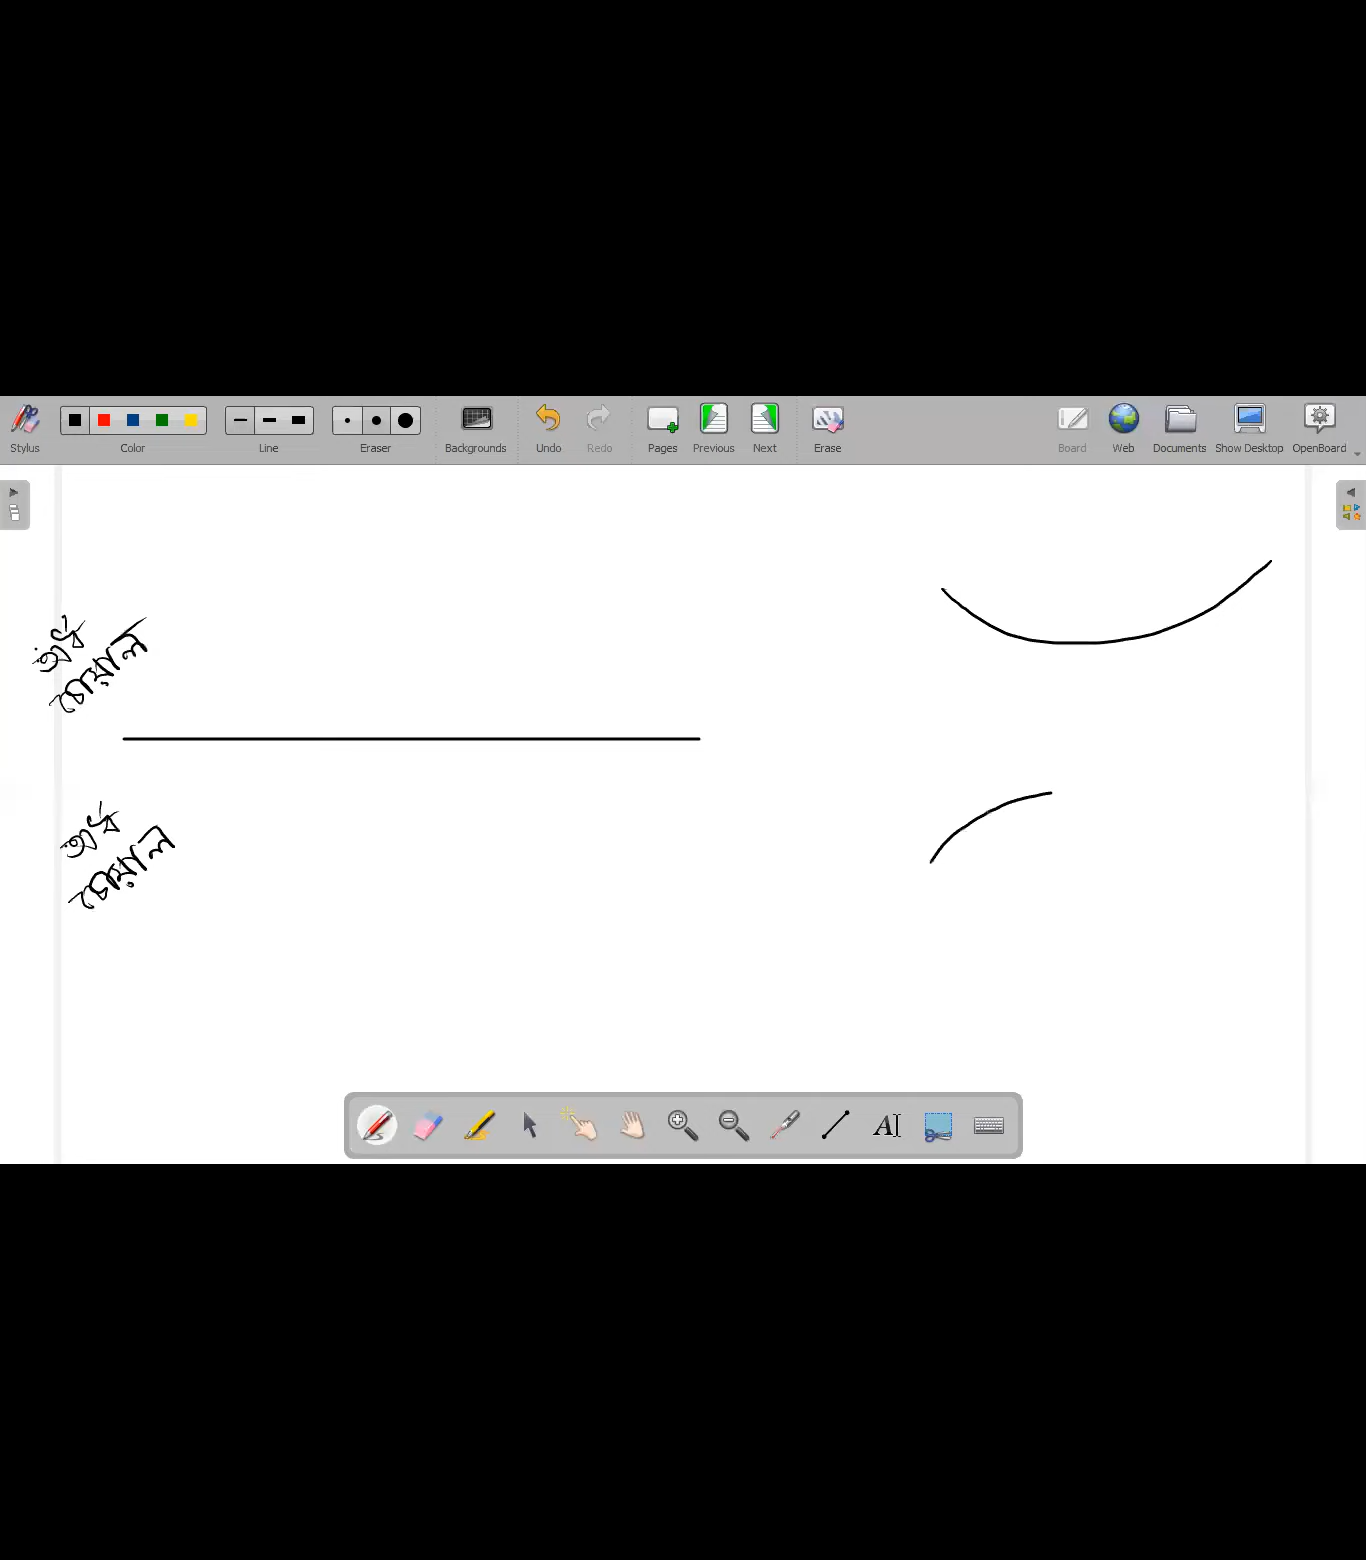 Stylus
Color
Line
Eraser
Backgrounds
Undo
Redo
Pages
Previous
Next
Erase
Board
Web
Documents
Show Desktop
OpenBoard
চোয়াল
চোয়াল